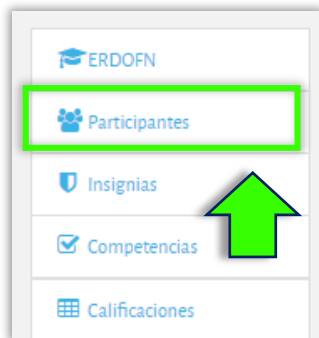 ERDOFN
Participantes
Insignias
Competencias
Calificaciones